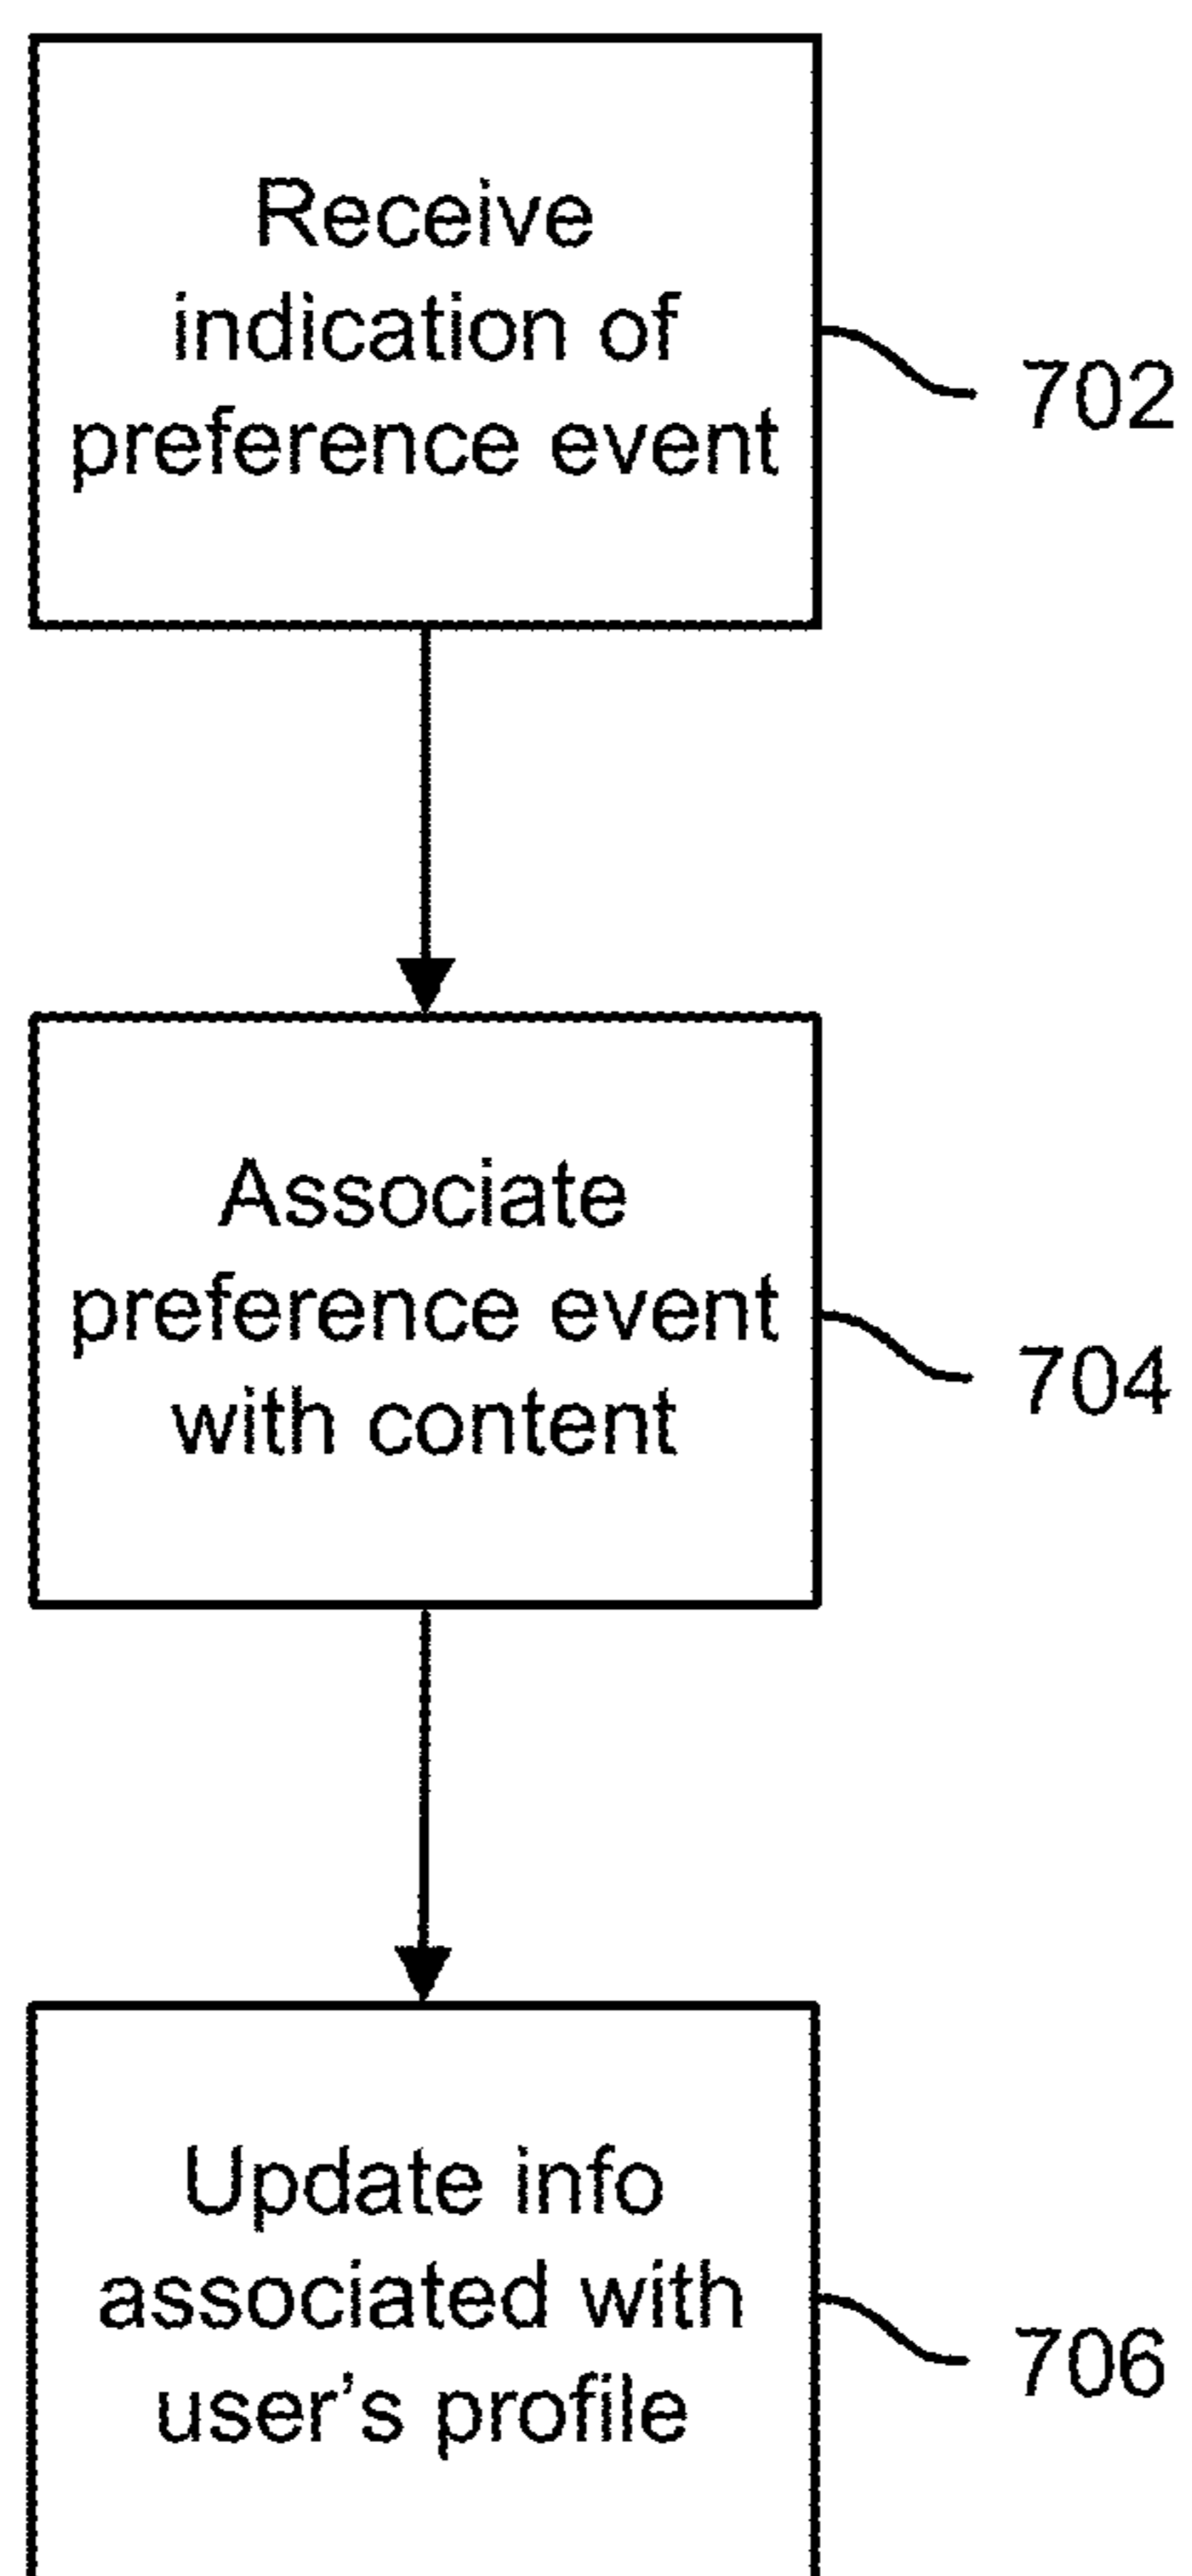 Receive
indication of
preference event
702
Associate
preference event
with content
704
Update info
associated with
user's profile
706